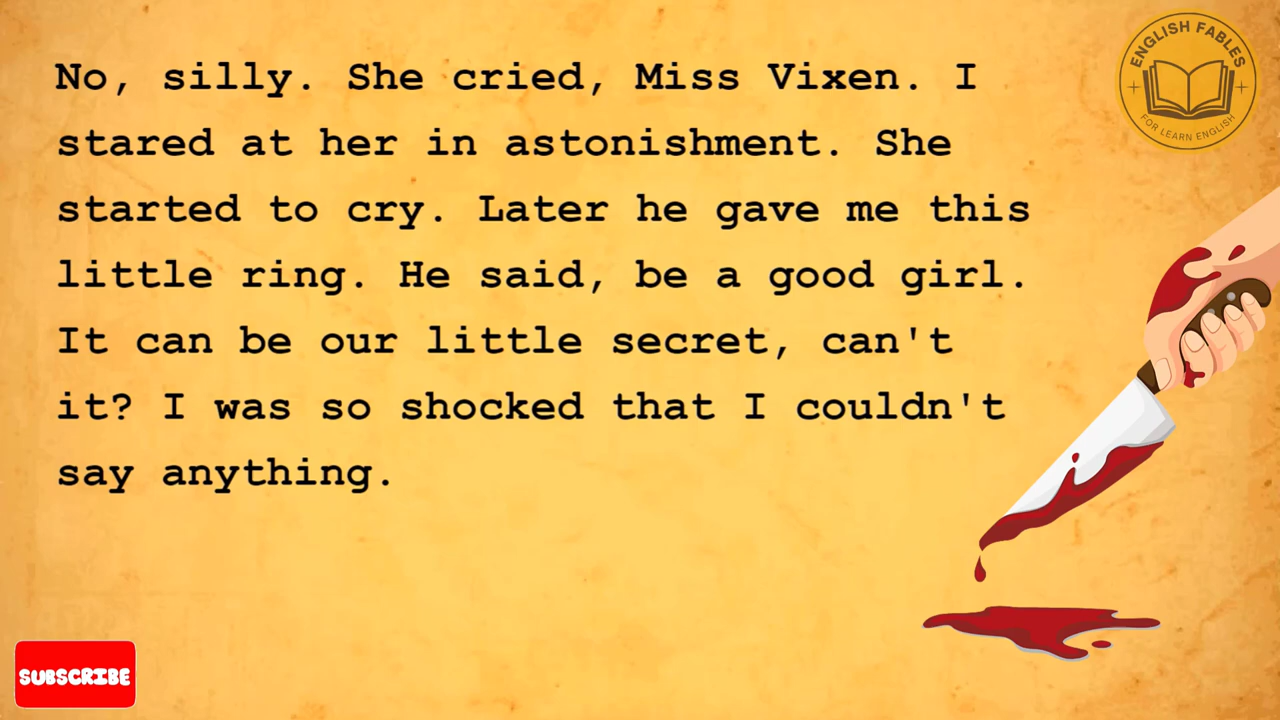 No, silly. She cried, Miss Vixen. I
stared at her in astonishment. She
started to cry. Later he gave me this
little ring. He said, be a good girl.
It can be our little secret, can't
it? I was so shocked that I couldn't
say anything.
ENGLISH FABLES
FOR LEARN ENGLISH
SUBSCRIBE